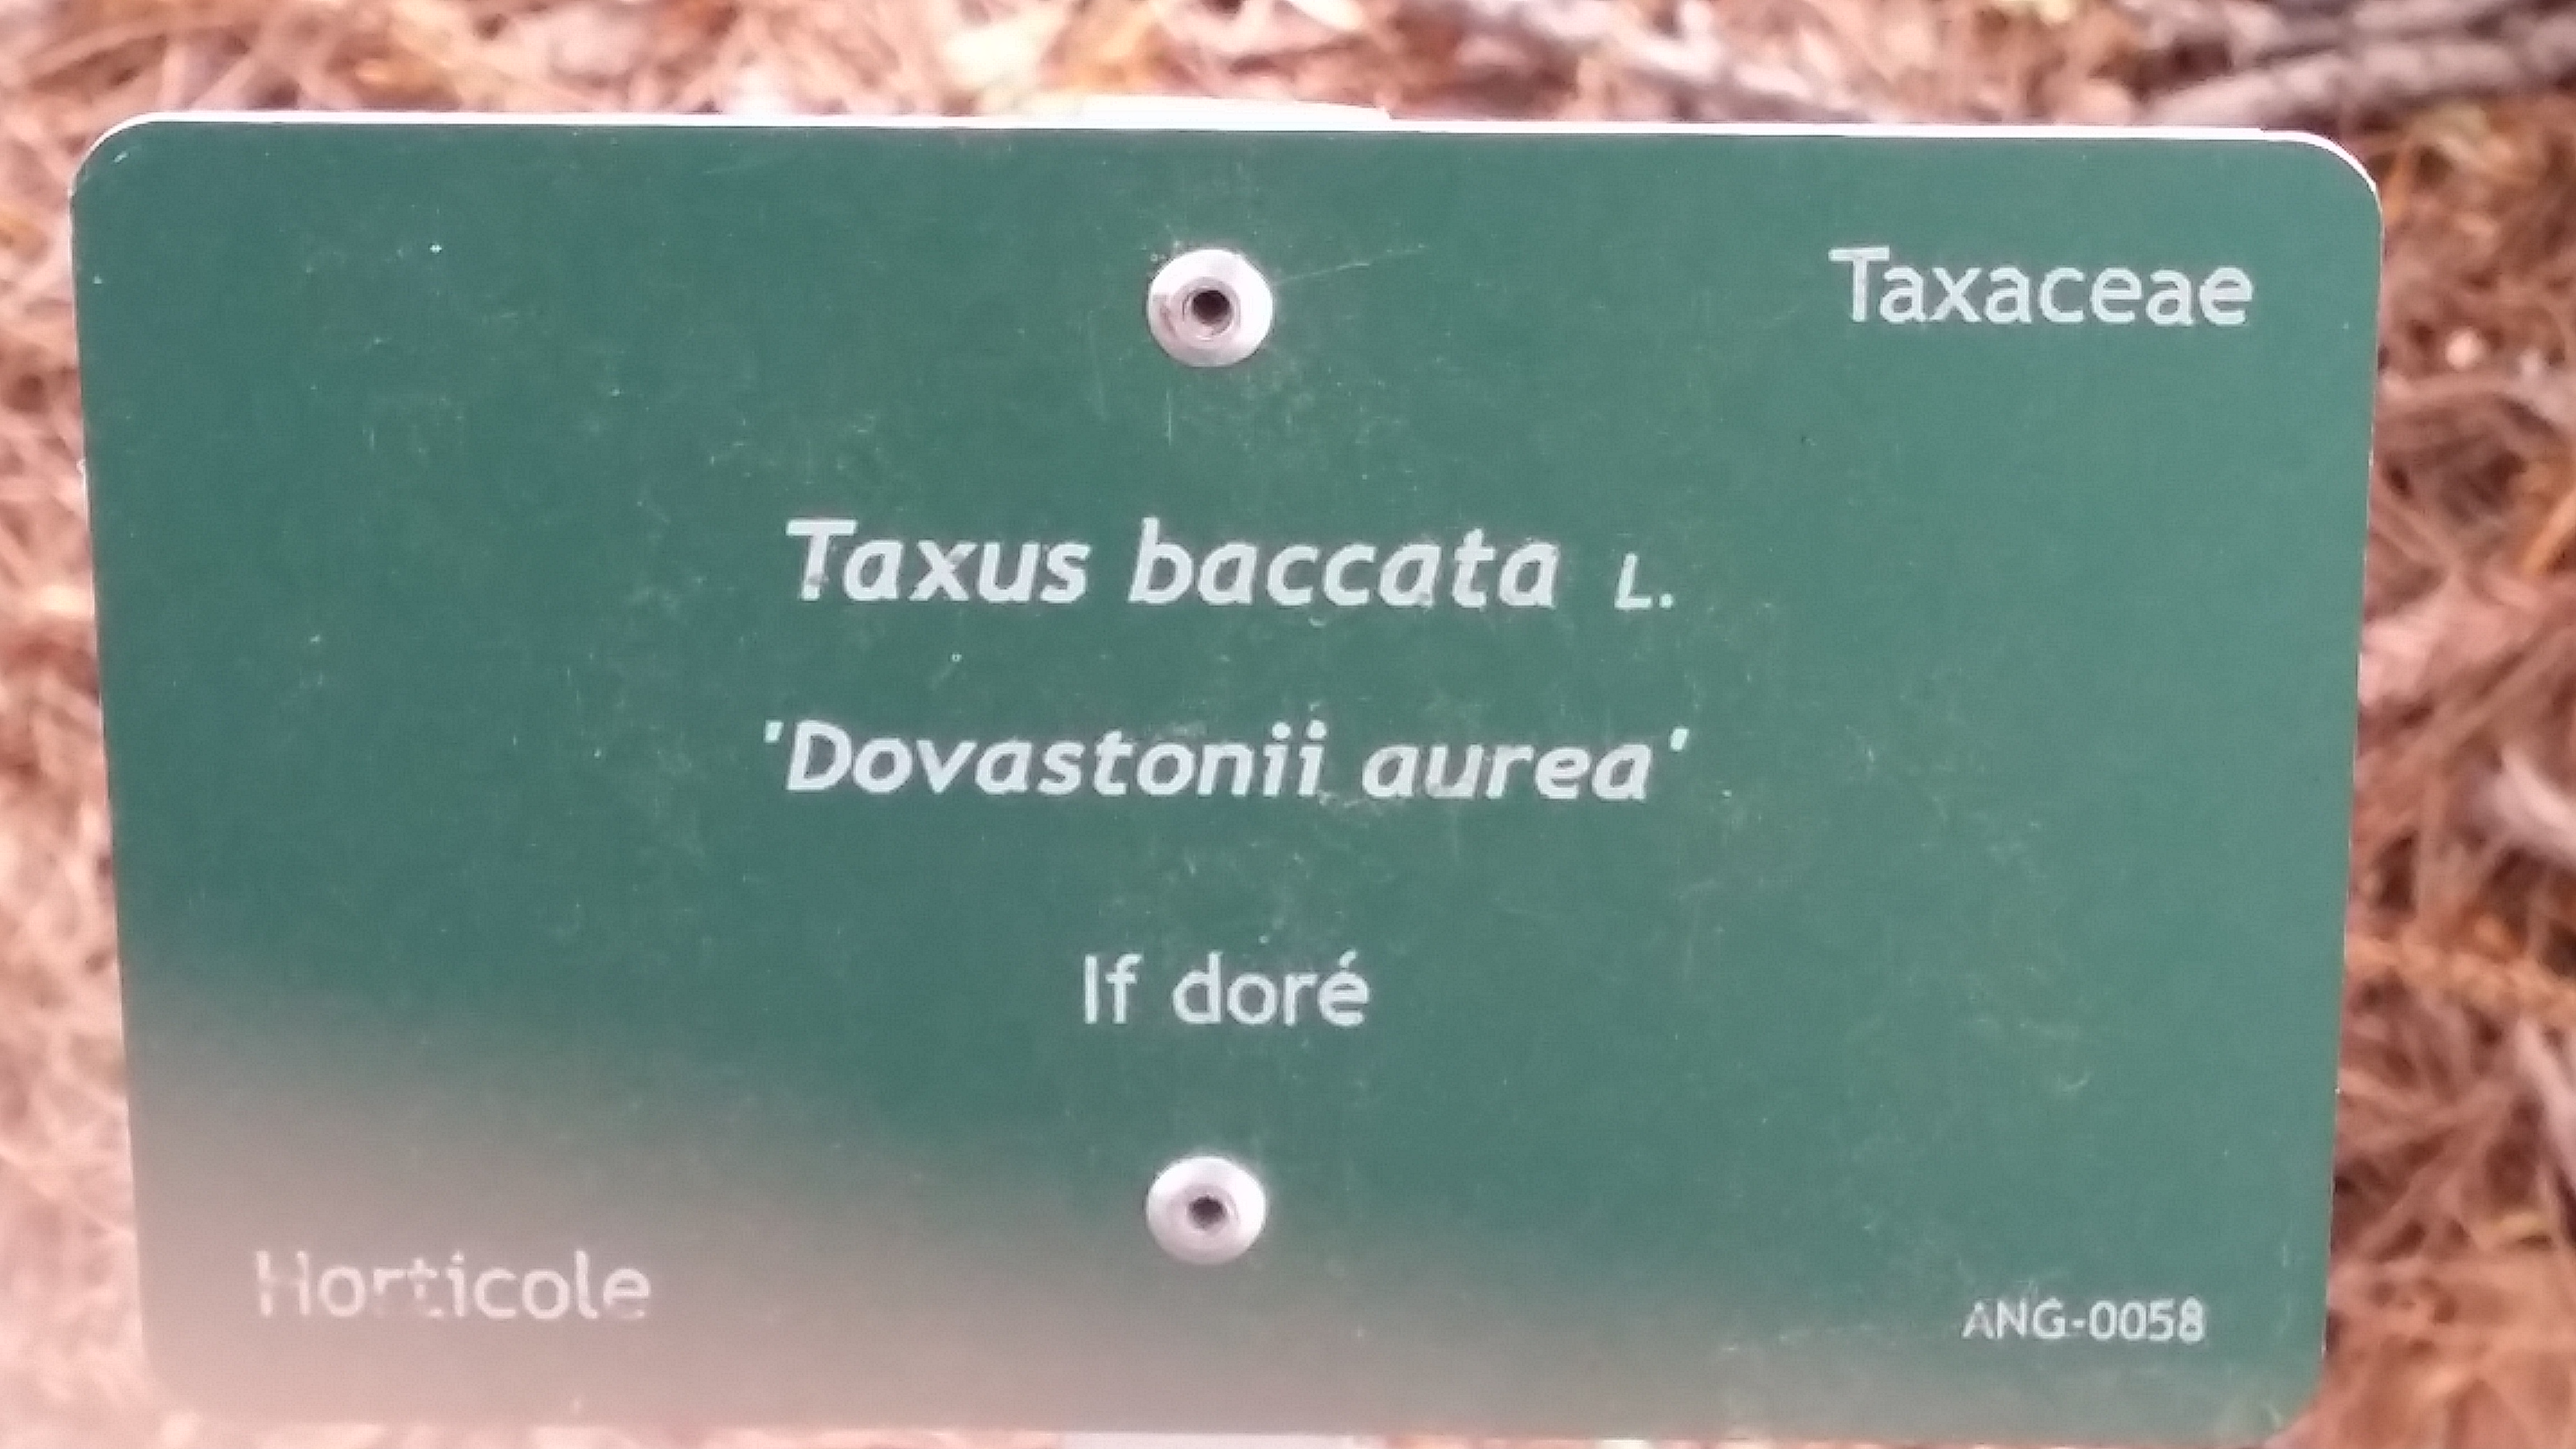 Taxaceae
Taxus baccata L.
'Dovastonii aurea'
If doré
Horticole
ANG-0058